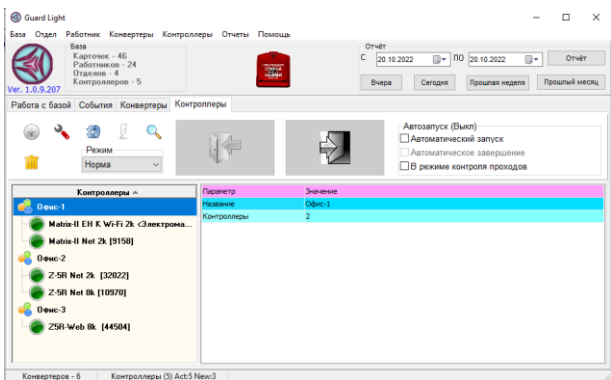 Guard Light
База Отдел Работник Конвертеры Контроллеры Отчеты Помощь
База
Карточек - 46
Работников - 24
Отделов - 4
Контроллеров - 5
Ver. 1.0.9.207
Отчёт
С 20.10.2022 ПО 20.10.2022 Отчёт
Вчера Сегодня Прошлая неделя Прошлый месяц
Работа с базой События Конвертеры Контроллеры
Режим
Норма
Автозапуск (Выкл)
Автоматический запуск
Автоматическое завершение
В режиме контроля проходов
Контроллеры Параметр Значение
Офис-1 Название Офис-1
Контроллеры 2
Matrix-II EH K Wi-Fi 2k <Электрома...
Matrix-II Net 2k [9158]
Офис-2
Z-5R Net 2k [32022]
Z-5R Net 8k [10970]
Офис-3
Z5R-Web 8k [44504]
Конвертеров - 6 Контроллеры (5) Act:5 New:3